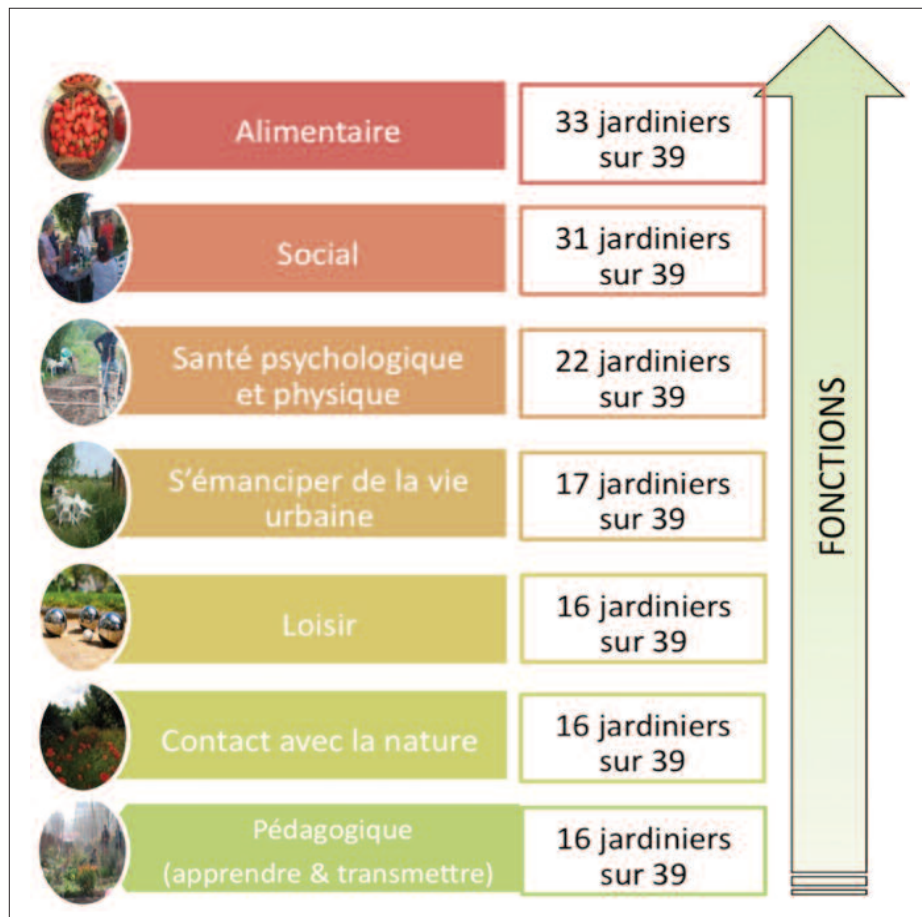 Alimentaire
33 jardiniers
sur 39
Social
31 jardiniers
sur 39
Santé psychologique
et physique
22 jardiniers
sur 39
S'émanciper de la vie
urbaine
17 jardiniers
sur 39
Loisir
16 jardiniers
sur 39
Contact avec la nature
16 jardiniers
sur 39
Pédagogique
(apprendre & transmettre)
16 jardiniers
sur 39
FONCTIONS